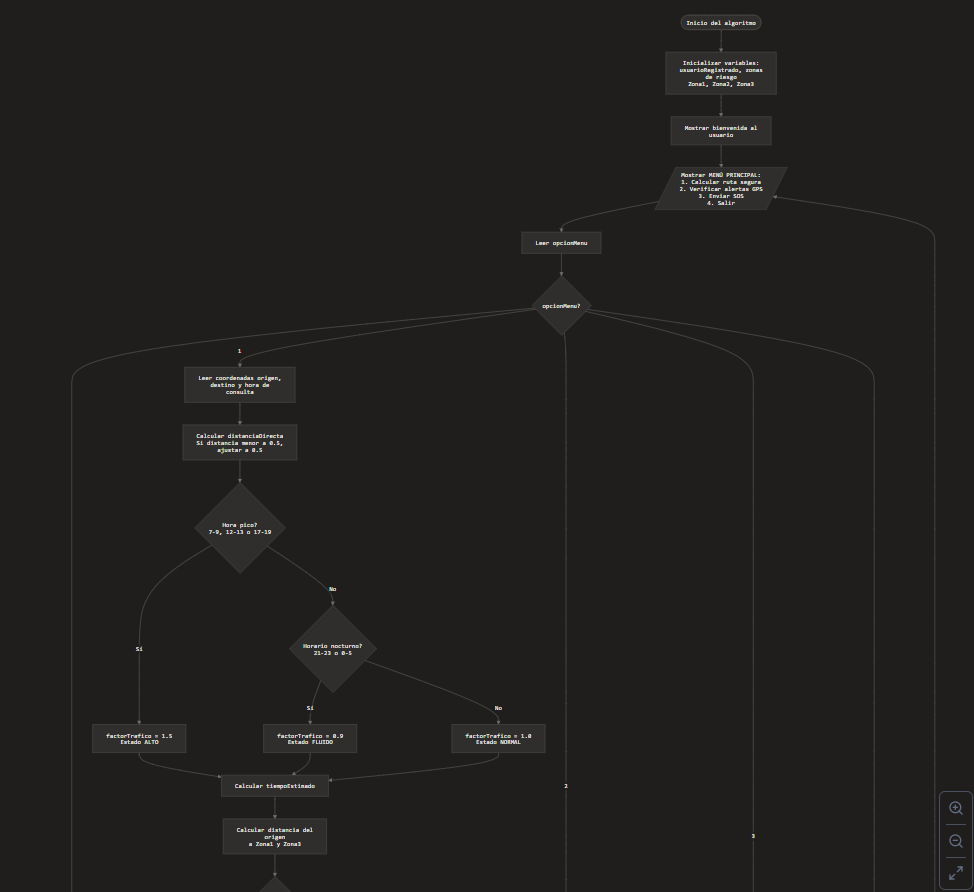 Inicio del algoritmo
Inicializar variables:
usuarioRegistrado, zonas
de riesgo
Zona1, Zona2, Zona3
Mostrar bienvenida al
usuario
Mostrar MENÚ PRINCIPAL:
1. Calcular ruta segura
2. Verificar alertas GPS
3. Enviar SOS
4. Salir
Leer opcionMenu
opcionMenu?
1
Leer coordenadas origen,
destino y hora de
consulta
Calcular distanciaDirecta
Si distancia menor a 0.5,
ajustar a 0.5
Hora pico?
7-9, 12-13 o 17-19
No
Horario nocturno?
21-23 o 0-5
Sí
Sí
No
factorTrafico = 1.5
Estado ALTO
factorTrafico = 0.9
Estado FLUIDO
factorTrafico = 1.0
Estado NORMAL
Calcular tiempoEstimado
2
Calcular distancia del
origen
a Zona1 y Zona3
3